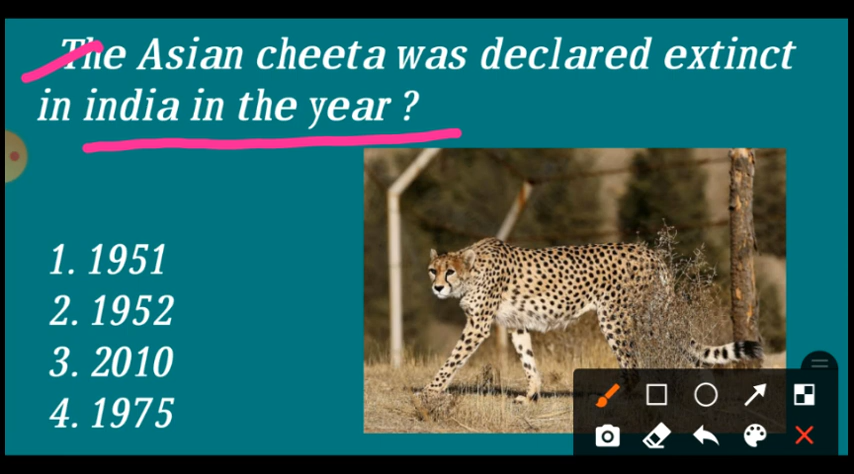 The Asian cheeta was declared extinct
in india in the year ?
1. 1951
2. 1952
3. 2010
4. 1975